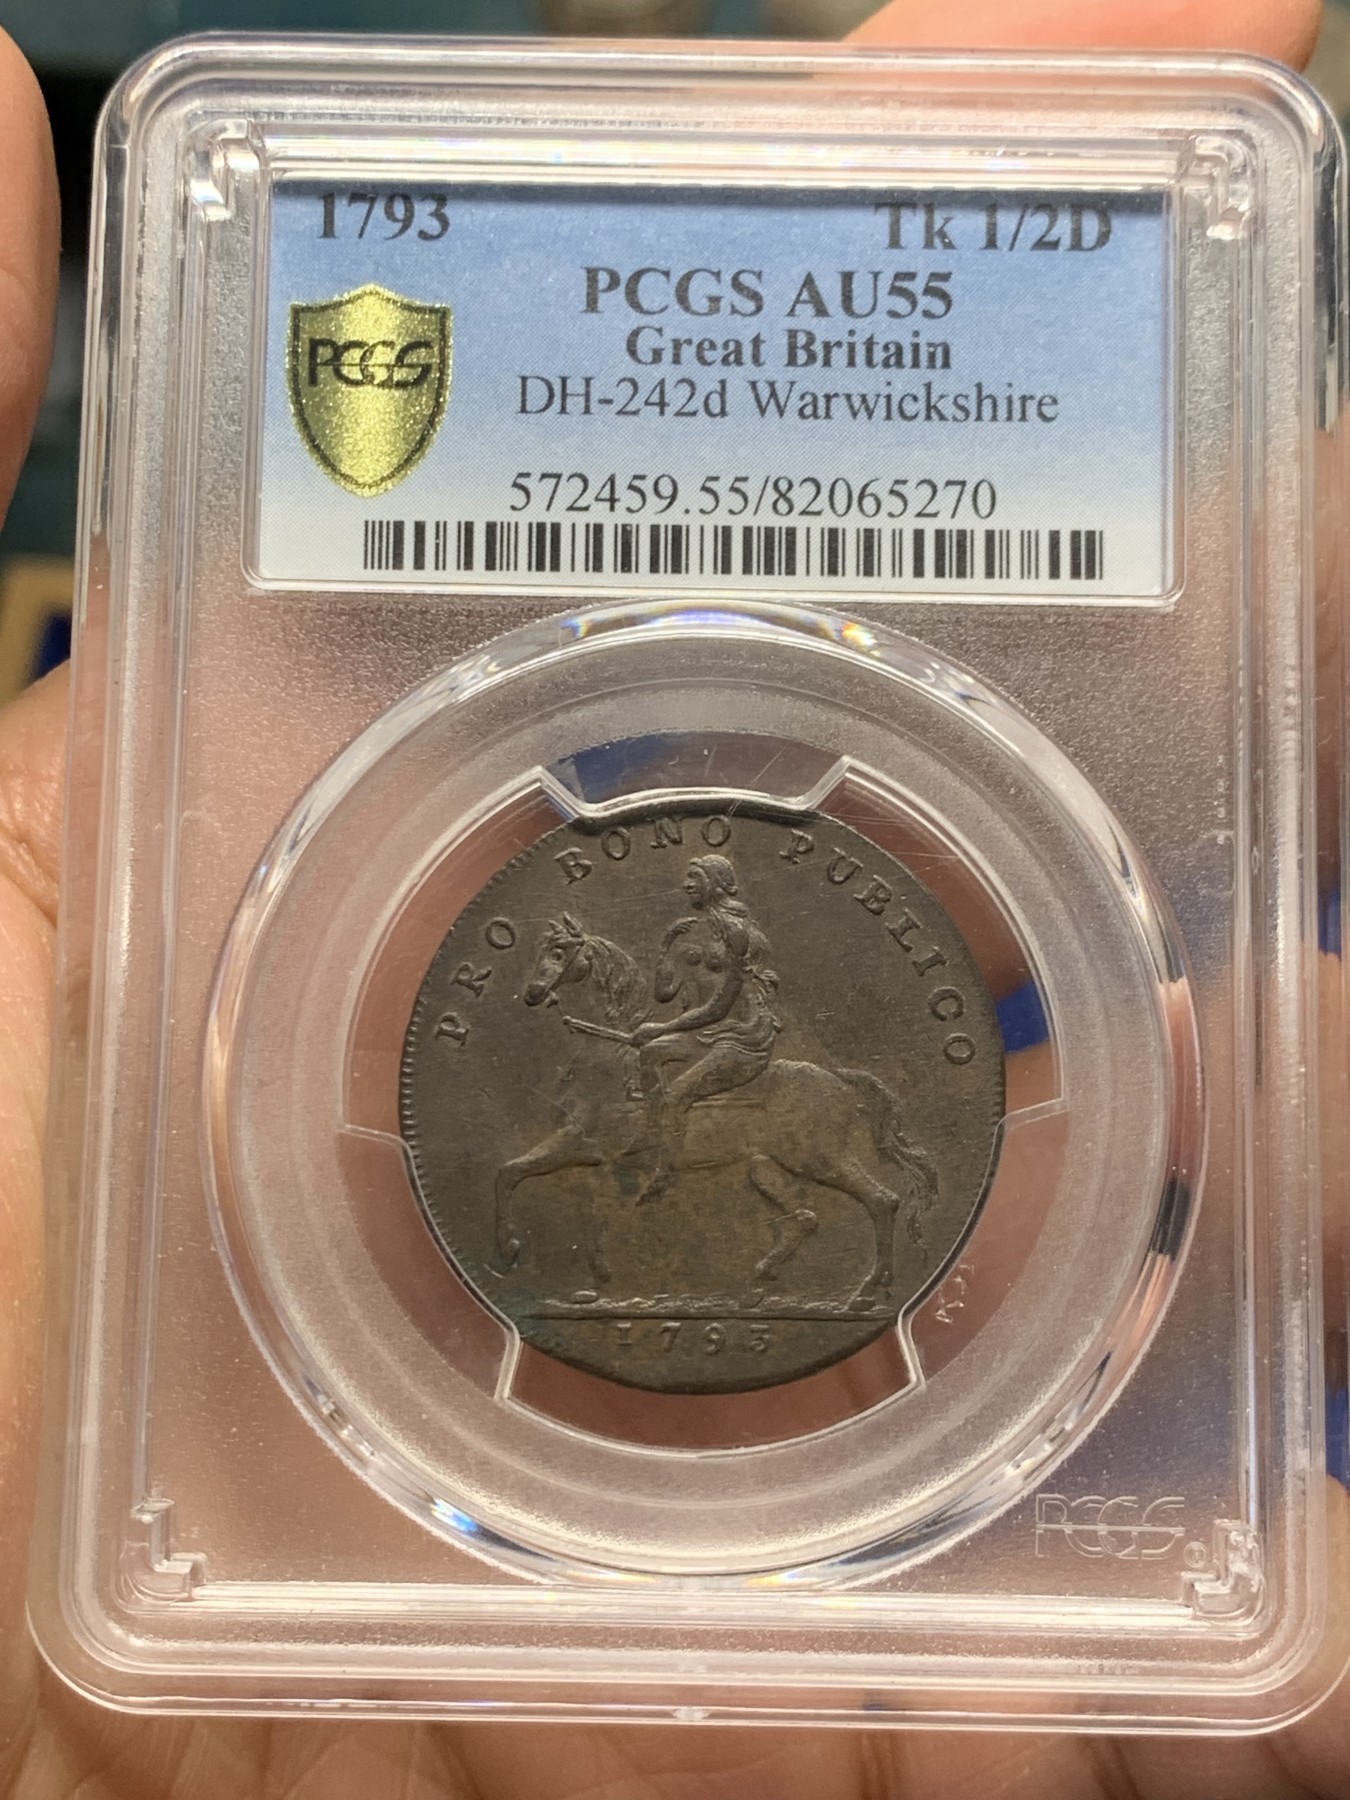 1793 Tk 1/2D
PCGS AU55
Great Britain
PCGS
DH-242d Warwickshire
572459.55/82065270
PRO BONO PUBLICO
1793
PCGS